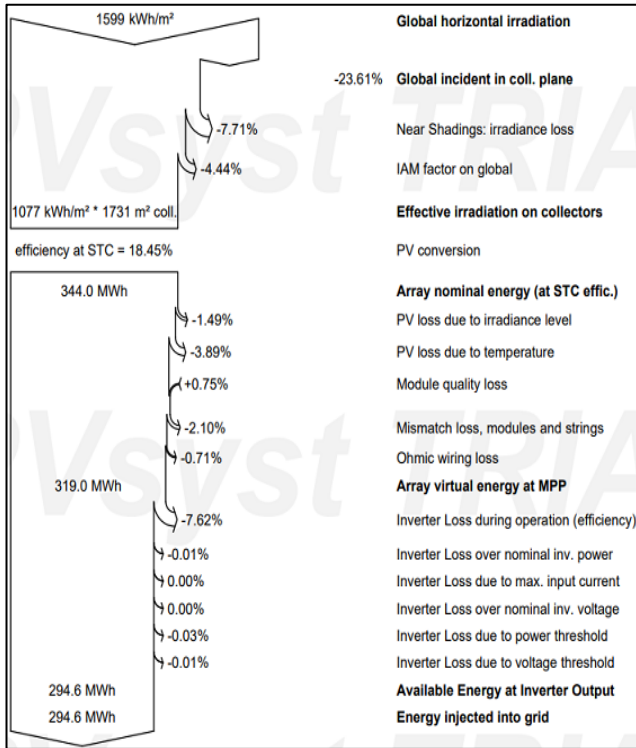 1599 kWh/m² Global horizontal irradiation
-23.61% Global incident in coll. plane
-7.71% Near Shadings: irradiance loss
-4.44% IAM factor on global
1077 kWh/m² * 1731 m² coll. Effective irradiation on collectors
efficiency at STC = 18.45% PV conversion
344.0 MWh Array nominal energy (at STC effic.)
-1.49% PV loss due to irradiance level
-3.89% PV loss due to temperature
+0.75% Module quality loss
-2.10% Mismatch loss, modules and strings
-0.71% Ohmic wiring loss
319.0 MWh Array virtual energy at MPP
-7.62% Inverter Loss during operation (efficiency)
-0.01% Inverter Loss over nominal inv. power
0.00% Inverter Loss due to max. input current
0.00% Inverter Loss over nominal inv. voltage
-0.03% Inverter Loss due to power threshold
-0.01% Inverter Loss due to voltage threshold
294.6 MWh Available Energy at Inverter Output
294.6 MWh Energy injected into grid
PVsyst TRIA
PVsyst TRIA